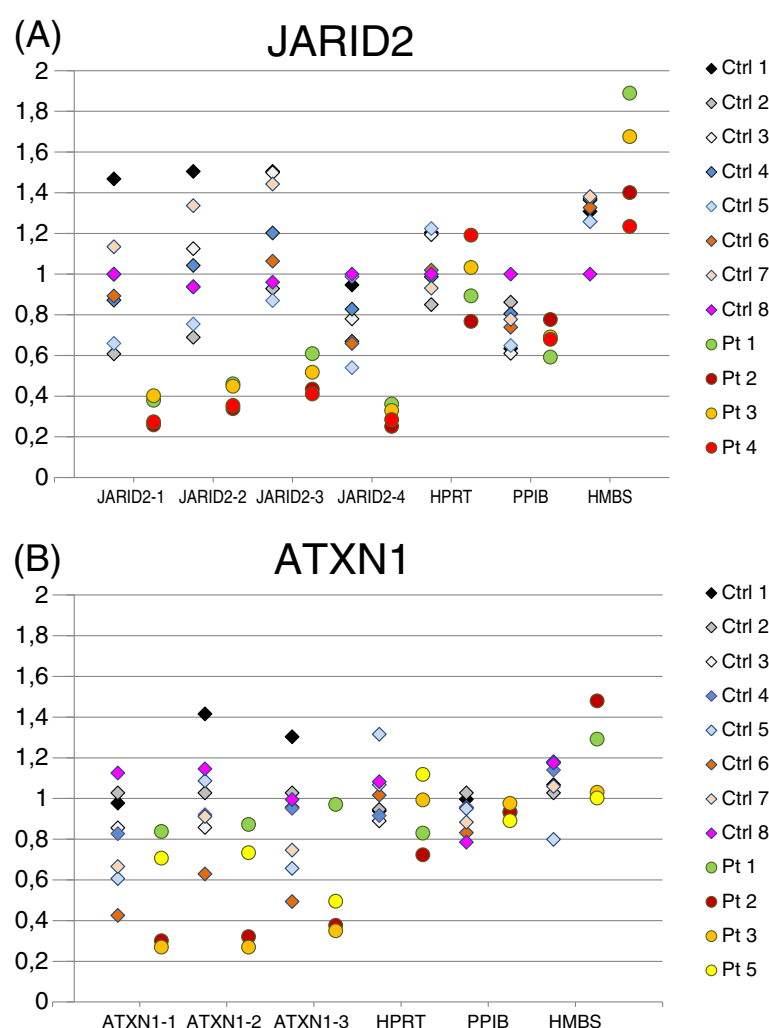 (A)
JARID2
2
1,8
1,6
1,4
1,2
1
0,8
0,6
0,4
0,2
0
JARID2-1 JARID2-2 JARID2-3 JARID2-4 HPRT PPIB HMBS
Ctrl 1
Ctrl 2
Ctrl 3
Ctrl 4
Ctrl 5
Ctrl 6
Ctrl 7
Ctrl 8
Pt 1
Pt 2
Pt 3
Pt 4
(B)
ATXN1
2
1,8
1,6
1,4
1,2
1
0,8
0,6
0,4
0,2
0
ATXN1-1 ATXN1-2 ATXN1-3 HPRT PPIB HMBS
Ctrl 1
Ctrl 2
Ctrl 3
Ctrl 4
Ctrl 5
Ctrl 6
Ctrl 7
Ctrl 8
Pt 1
Pt 2
Pt 3
Pt 5